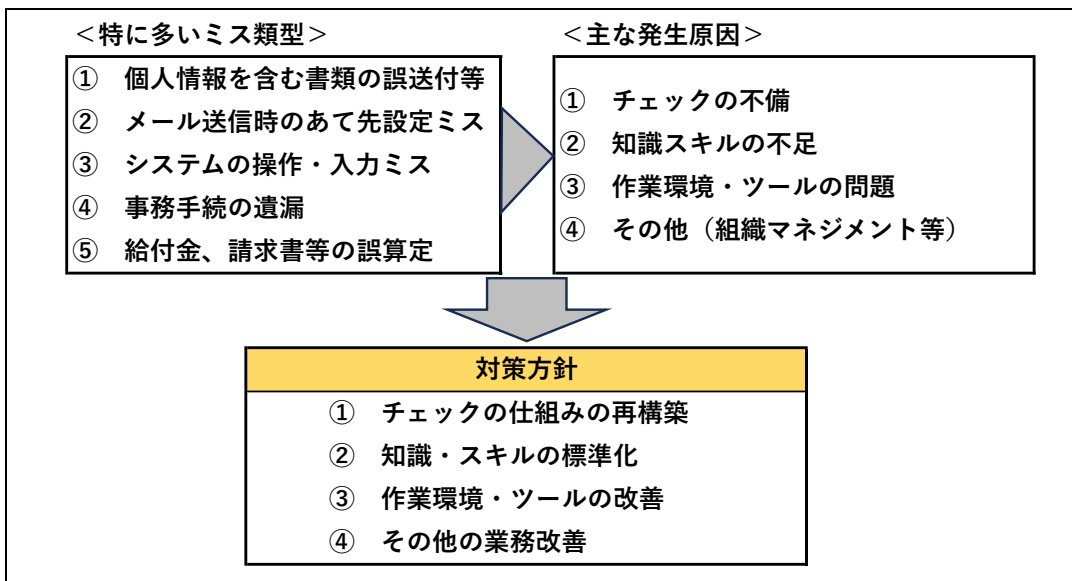 ＜特に多いミス類型＞
① 個人情報を含む書類の誤送付等
② メール送信時のあて先設定ミス
③ システムの操作・入力ミス
④ 事務手続の遺漏
⑤ 給付金、請求書等の誤算定
＜主な発生原因＞
① チェックの不備
② 知識スキルの不足
③ 作業環境・ツールの問題
④ その他（組織マネジメント等）
対策方針
① チェックの仕組みの再構築
② 知識・スキルの標準化
③ 作業環境・ツールの改善
④ その他の業務改善